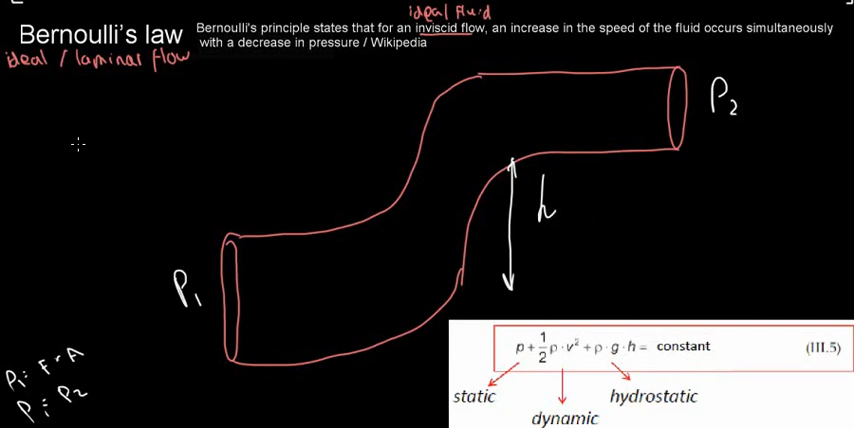 ideal fluid
Bernoulli's law
Bernoulli's principle states that for an inviscid flow, an increase in the speed of the fluid occurs simultaneously
with a decrease in pressure / Wikipedia
ideal / laminar flow
P2
h
P1
p + 1/2 ρ · v² + ρ · g · h = constant (III.5)
static
hydrostatic
dynamic
P1 = F · A
P1 = P2